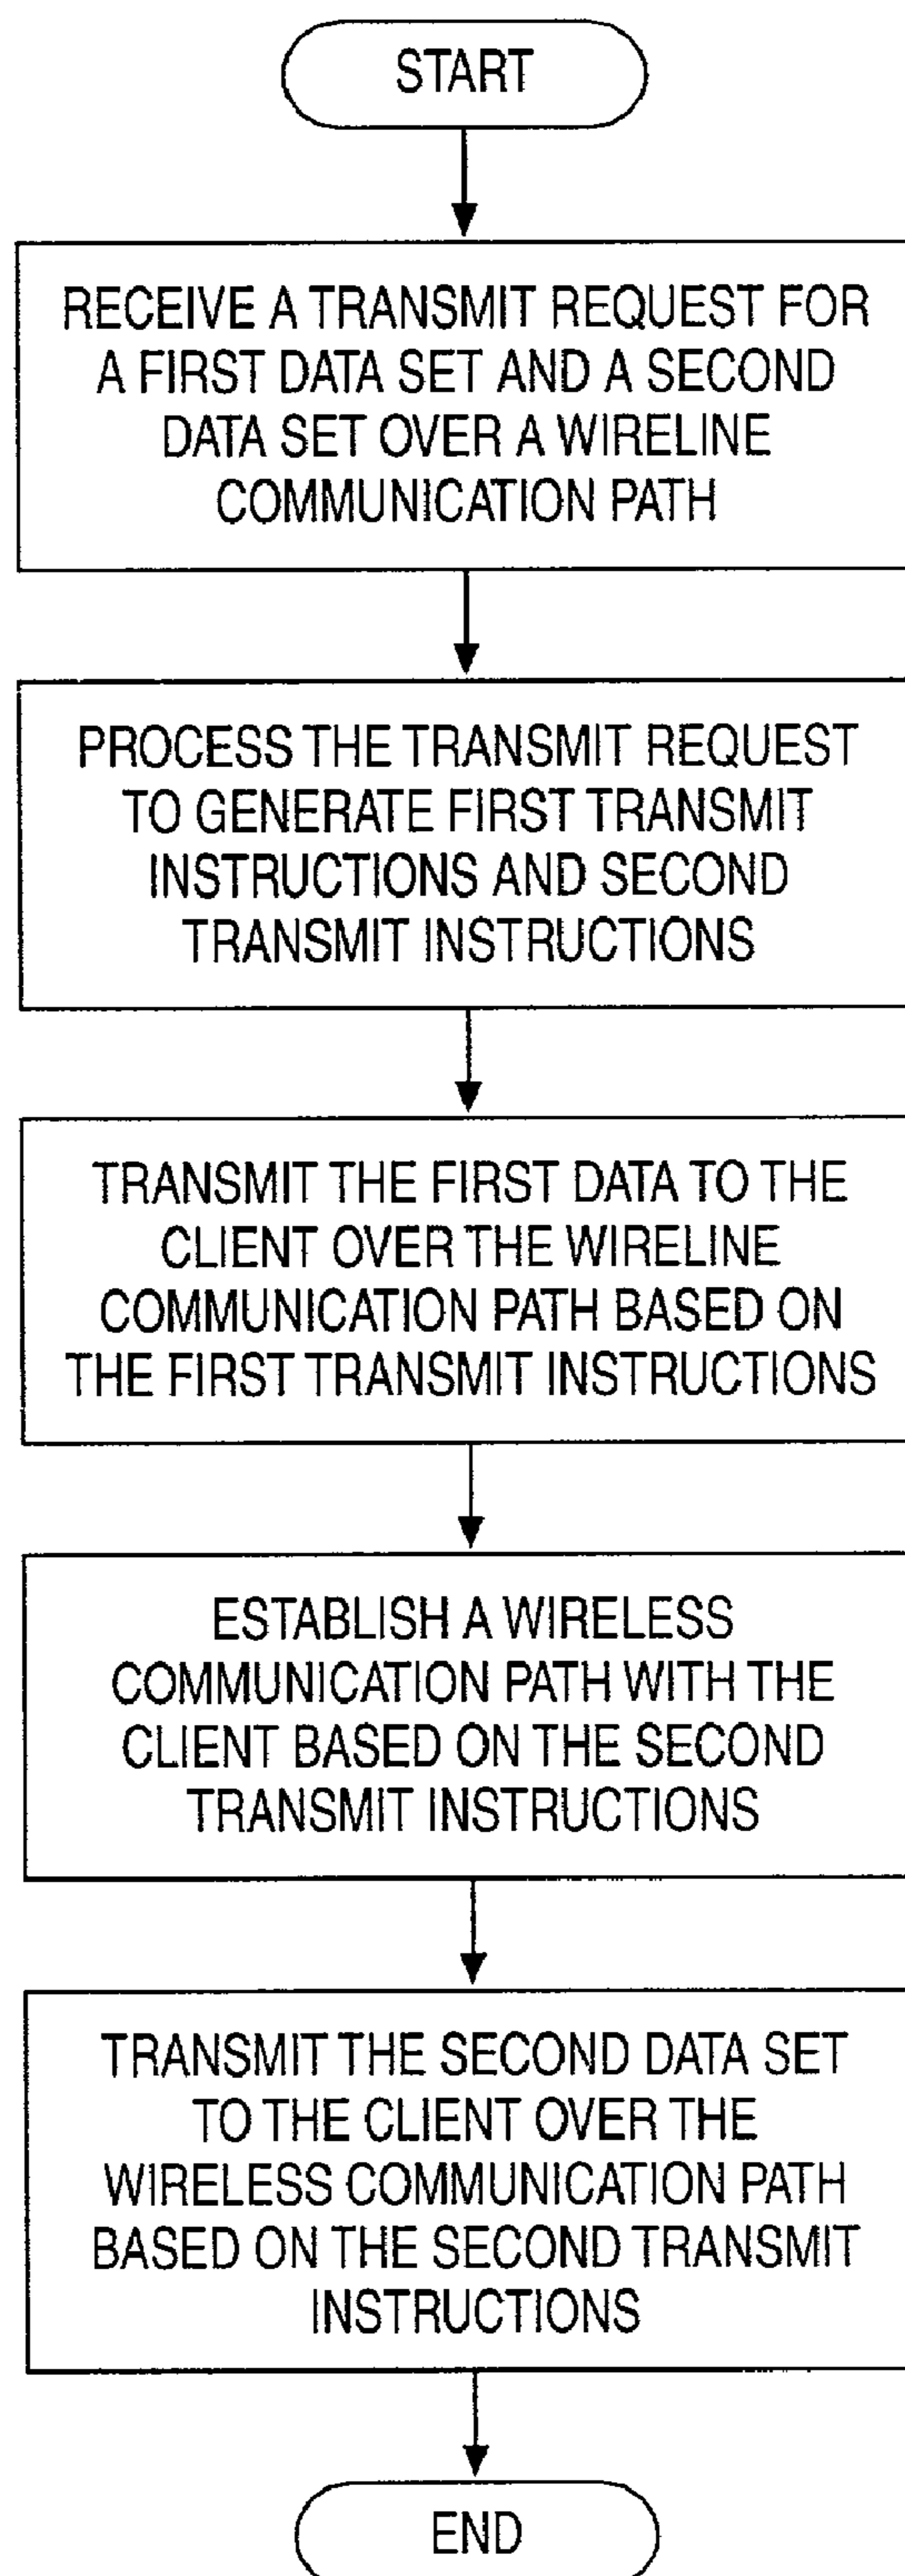 START
RECEIVE A TRANSMIT REQUEST FOR
A FIRST DATA SET AND A SECOND
DATA SET OVER A WIRELINE
COMMUNICATION PATH
PROCESS THE TRANSMIT REQUEST
TO GENERATE FIRST TRANSMIT
INSTRUCTIONS AND SECOND
TRANSMIT INSTRUCTIONS
TRANSMIT THE FIRST DATA TO THE
CLIENT OVER THE WIRELINE
COMMUNICATION PATH BASED ON
THE FIRST TRANSMIT INSTRUCTIONS
ESTABLISH A WIRELESS
COMMUNICATION PATH WITH THE
CLIENT BASED ON THE SECOND
TRANSMIT INSTRUCTIONS
TRANSMIT THE SECOND DATA SET
TO THE CLIENT OVER THE
WIRELESS COMMUNICATION PATH
BASED ON THE SECOND TRANSMIT
INSTRUCTIONS
END